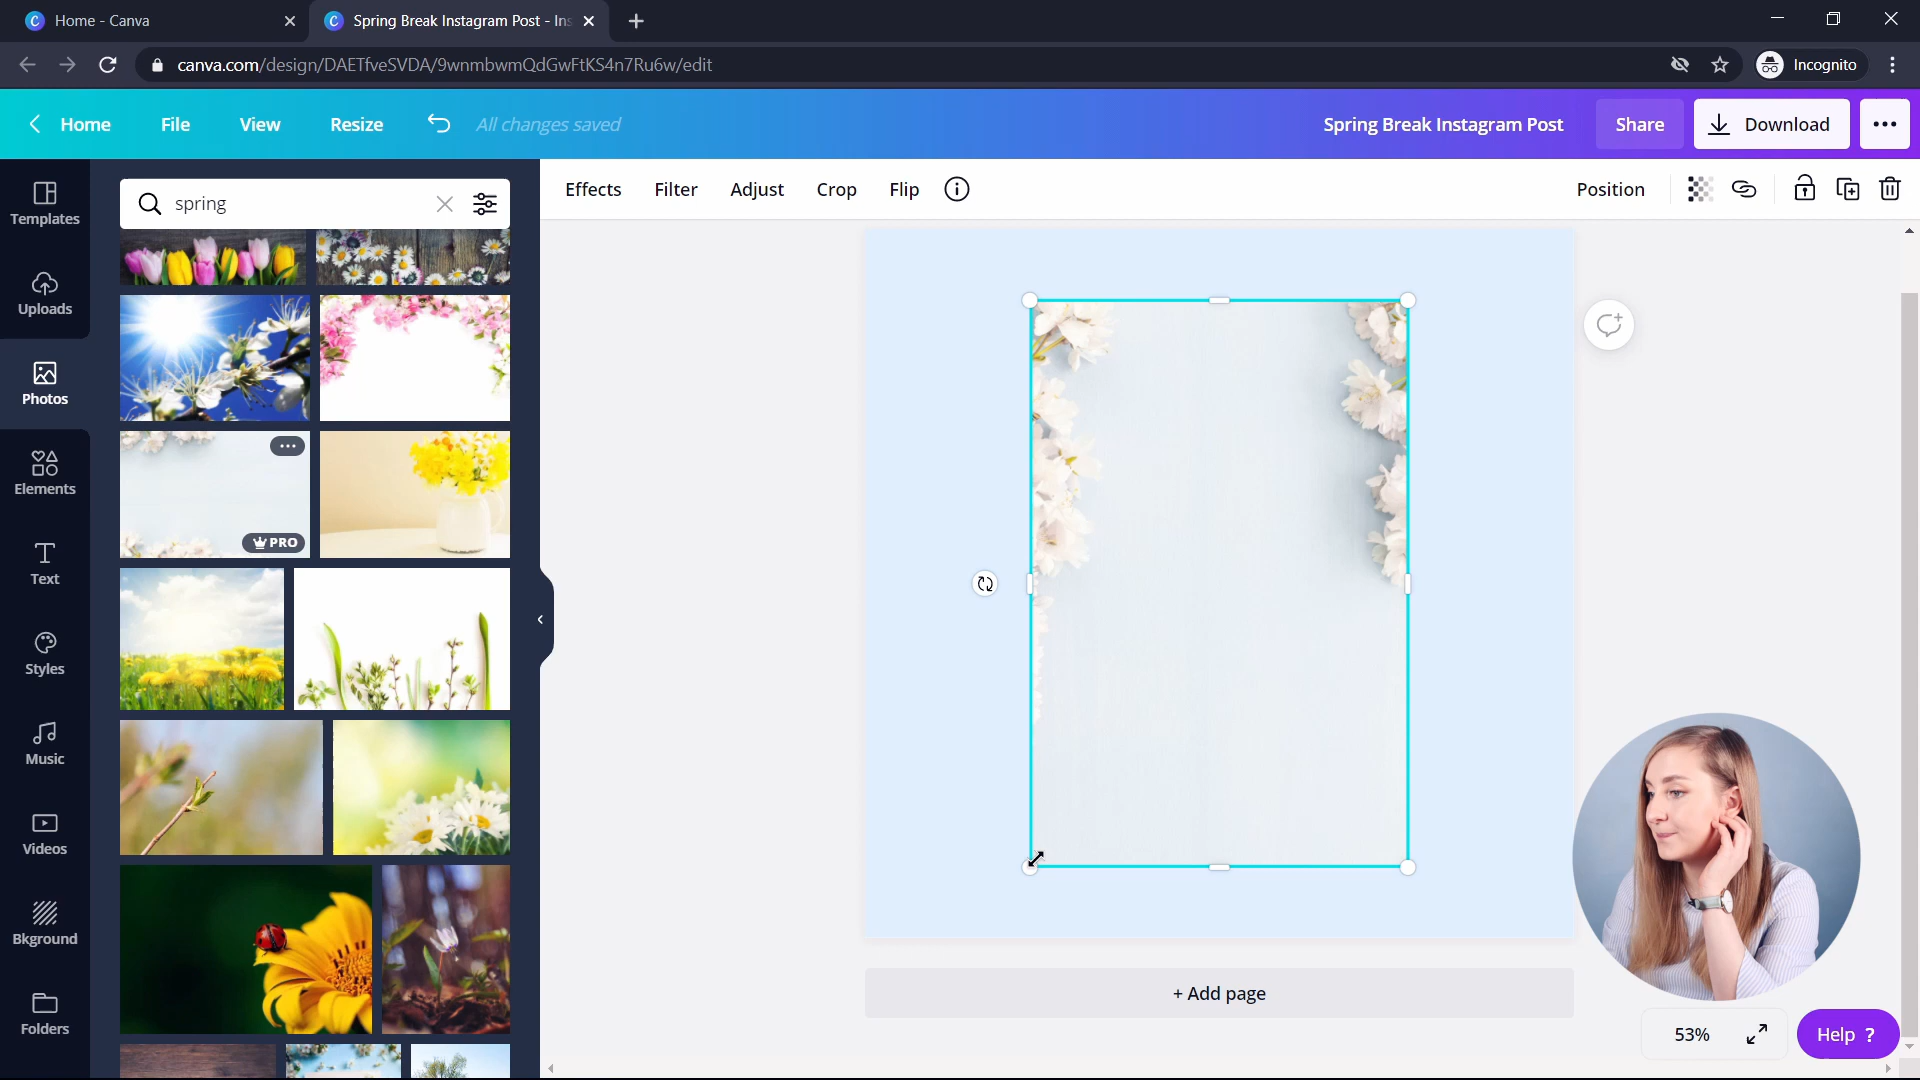 Home - Canva
Spring Break Instagram Post - Ins
canva.com/design/DAETfveSVDA/9wnmbwmQdGwFtKS4n7Ru6w/edit
Incognito
Home
File
View
Resize
All changes saved
Spring Break Instagram Post
Share
Download
Templates
Uploads
Photos
Elements
Text
Styles
Music
Videos
Bkground
Folders
spring
PRO
Effects
Filter
Adjust
Crop
Flip
Position
+ Add page
53%
Help ?